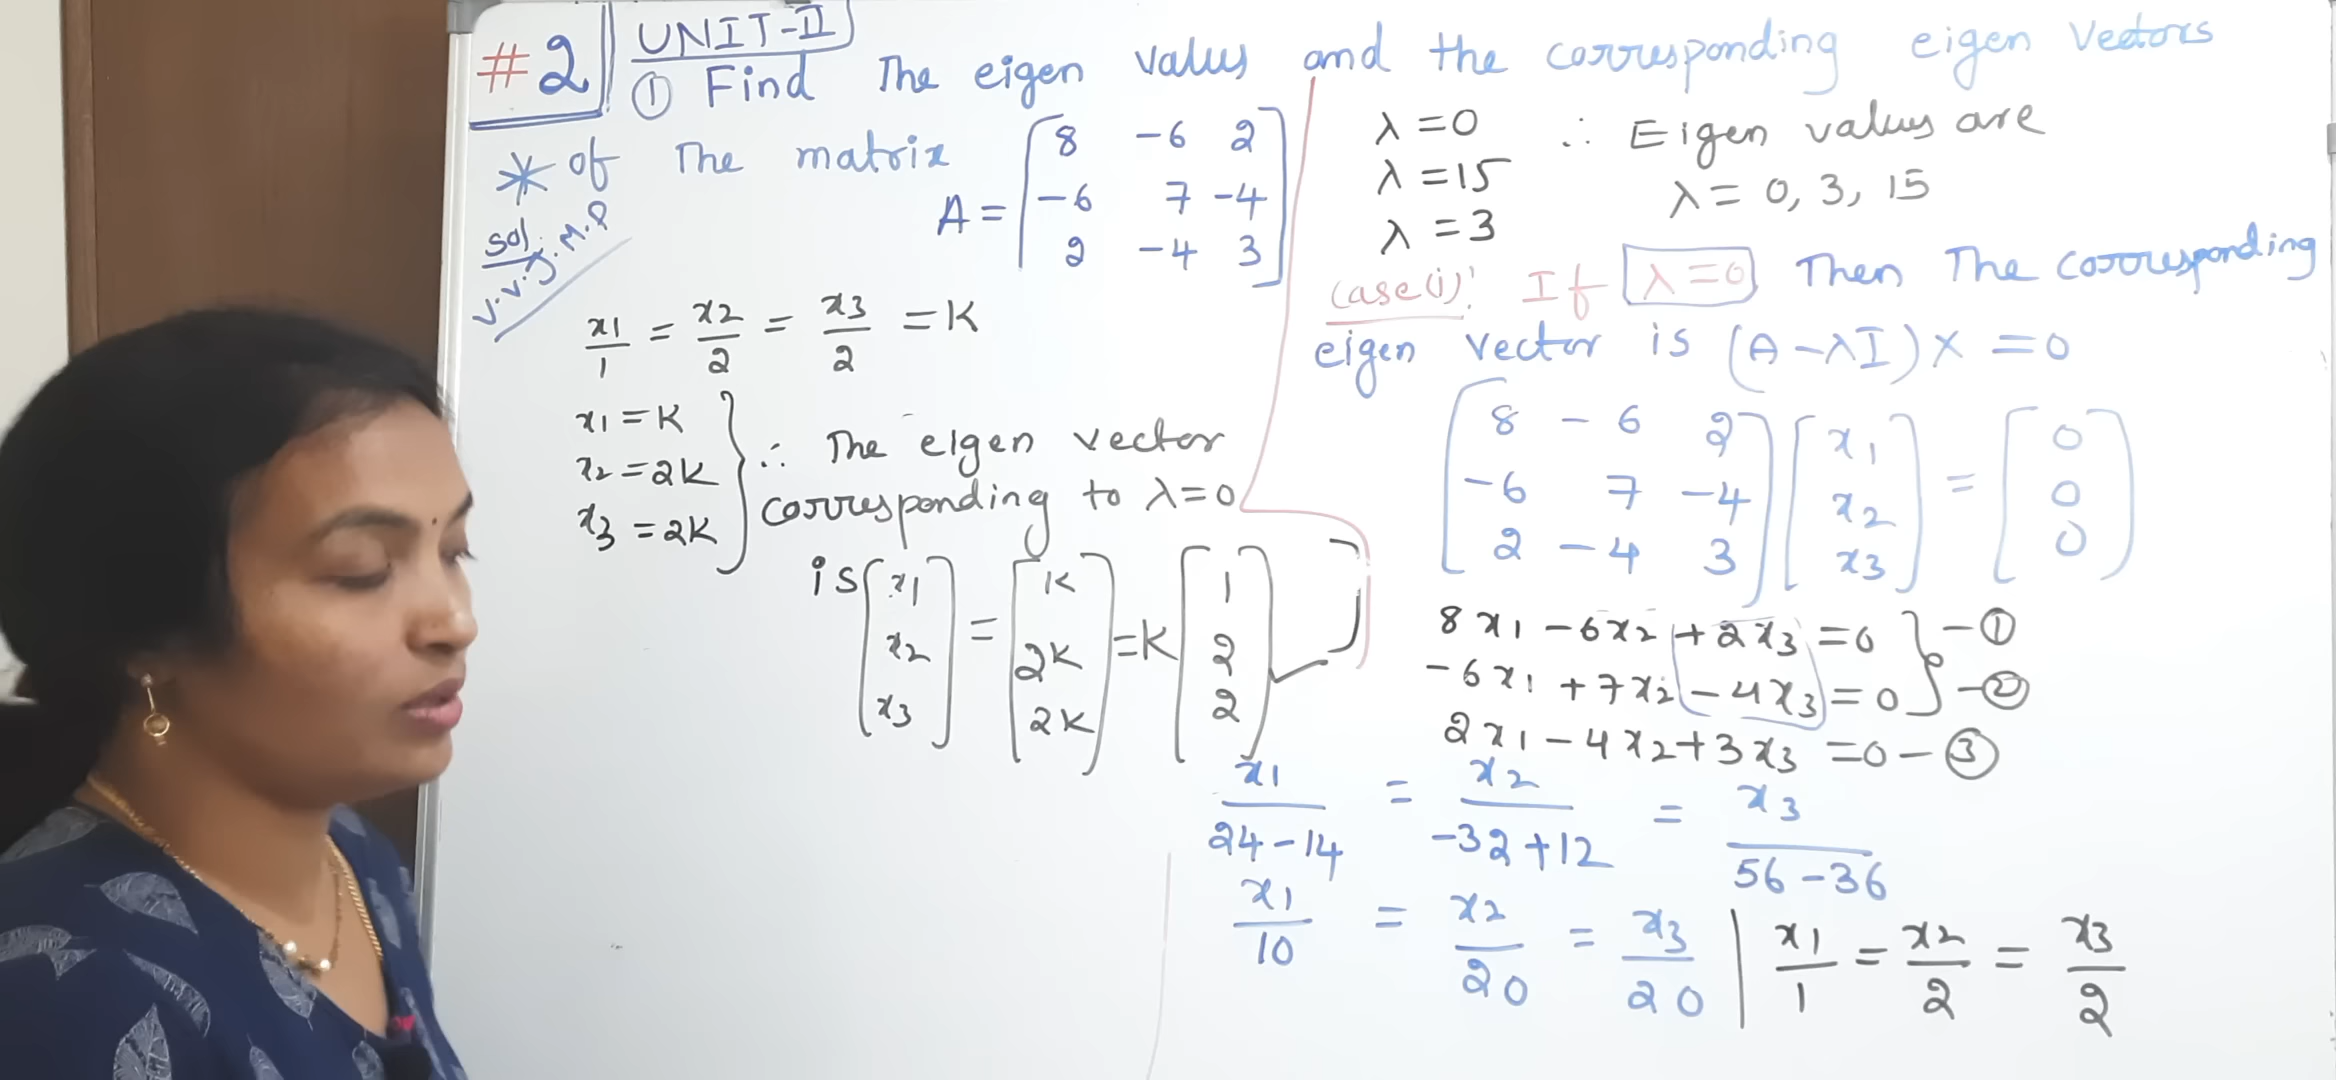 #2 UNIT-II
① Find The eigen values and the corresponding eigen Vectors
* of The matrix
A = [8 -6 2
-6 7 -4
2 -4 3]
Sol.
V.V.I.M.P
x1/1 = x2/2 = x3/2 = K
x1 = K
x2 = 2K
x3 = 2K
∴ The eigen vector
corresponding to λ=0
is [x1 x2 x3] = [K 2K 2K] = K [1 2 2]
λ = 0
λ = 15
λ = 3
∴ Eigen values are
λ = 0, 3, 15
Case(i): If λ=0 Then The corresponding
eigen vector is (A-λI)X = 0
[8 -6 2
-6 7 -4
2 -4 3] [x1 x2 x3] = [0 0 0]
8x1 - 6x2 + 2x3 = 0 - ①
-6x1 + 7x2 - 4x3 = 0 - ②
2x1 - 4x2 + 3x3 = 0 - ③
x1/24-14 = x2/-32+12 = x3/56-36
x1/10 = x2/20 = x3/20 | x1/1 = x2/2 = x3/2